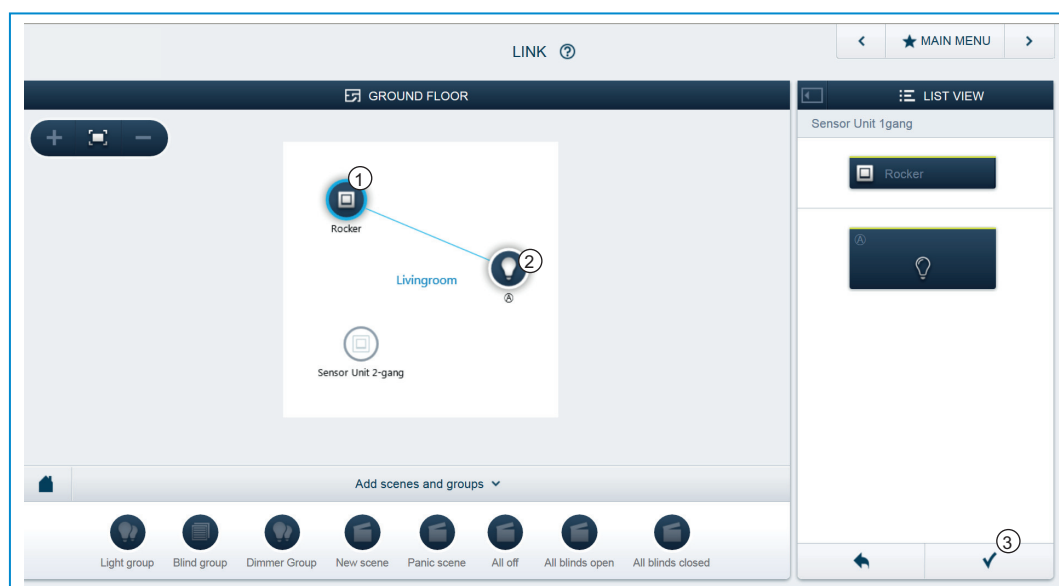 LINK ?
MAIN MENU
GROUND FLOOR
LIST VIEW
Sensor Unit 1gang
1
Rocker
Rocker
2
Livingroom
Ⓐ
Ⓐ
Sensor Unit 2-gang
Add scenes and groups
Light group
Blind group
Dimmer Group
New scene
Panic scene
All off
All blinds open
All blinds closed
3